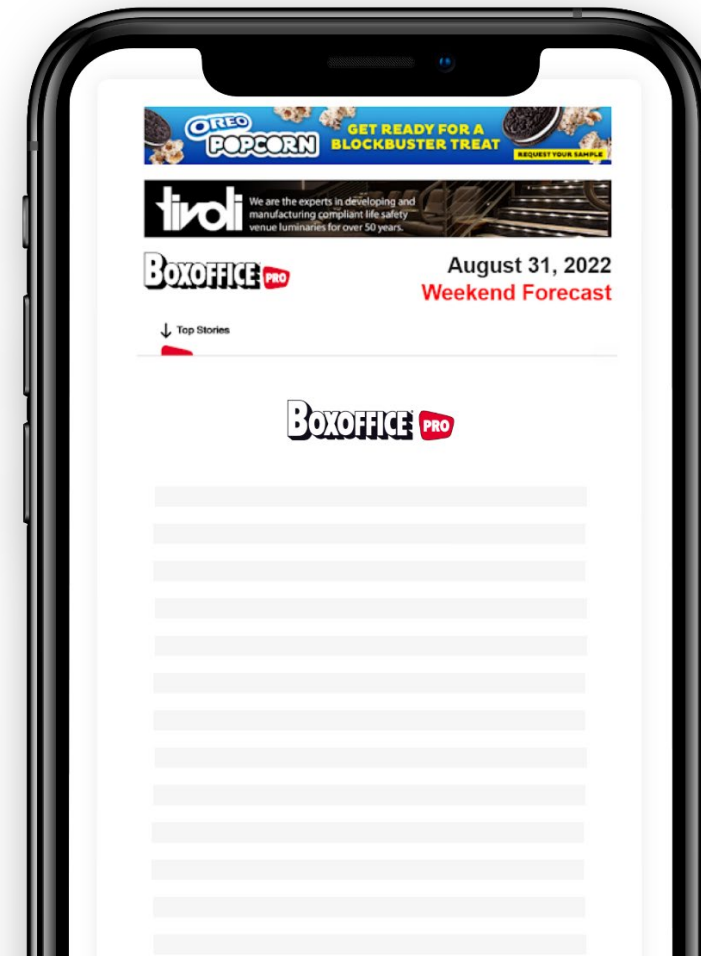 OREO
POPCORN
GET READY FOR A
BLOCKBUSTER TREAT
REQUEST YOUR SAMPLE
tivoli
We are the experts in developing and
manufacturing compliant life safety
venue luminaries for over 50 years.
BOXOFFICE PRO
August 31, 2022
Weekend Forecast
↓ Top Stories
BOXOFFICE PRO